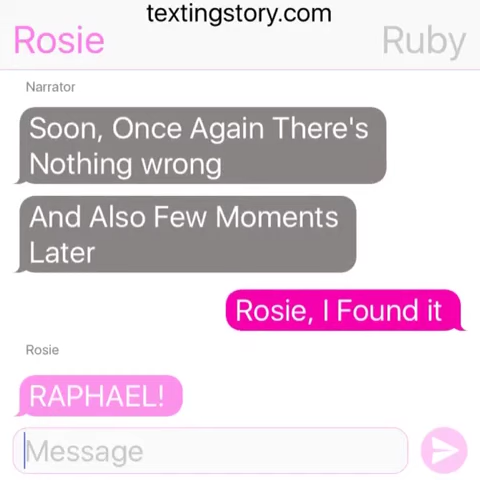 textingstory.com
Rosie
Ruby
Narrator
Soon, Once Again There's
Nothing wrong
And Also Few Moments
Later
Rosie, I Found it
Rosie
RAPHAEL!
Message